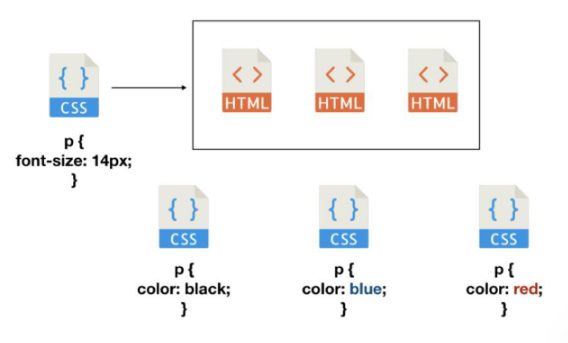 { }
CSS
p {
font-size: 14px;
}
< >
HTML
< >
HTML
< >
HTML
{ }
CSS
p {
color: black;
}
{ }
CSS
p {
color: blue;
}
{ }
CSS
p {
color: red;
}